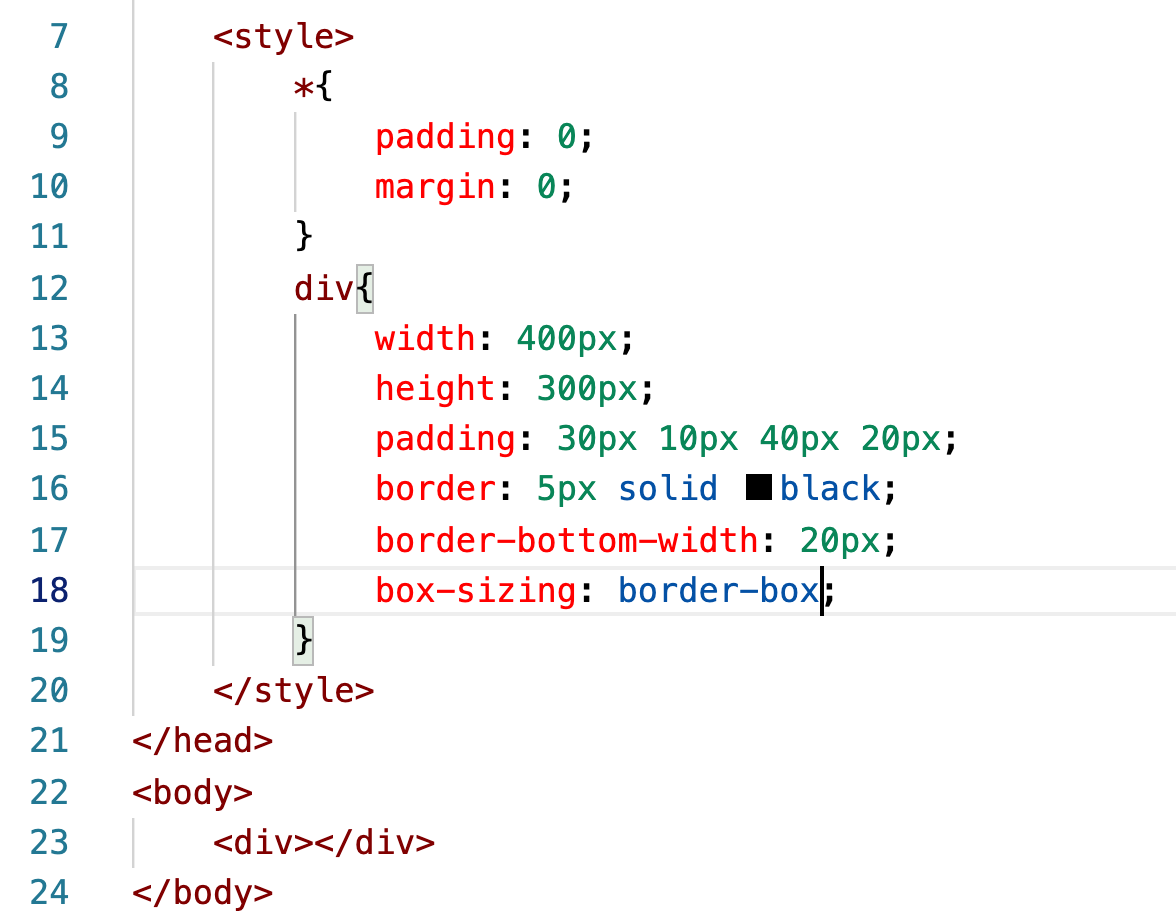 7 <style>
8 *{
9 padding: 0;
10 margin: 0;
11 }
12 div{
13 width: 400px;
14 height: 300px;
15 padding: 30px 10px 40px 20px;
16 border: 5px solid black;
17 border-bottom-width: 20px;
18 box-sizing: border-box;
19 }
20 </style>
21 </head>
22 <body>
23 <div></div>
24 </body>